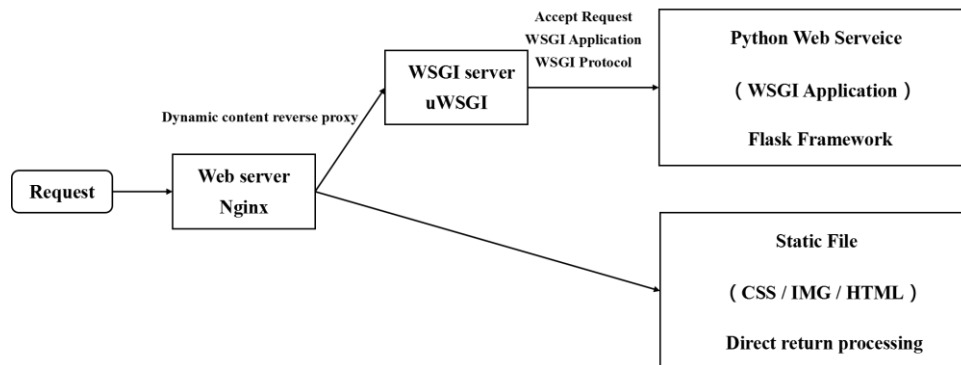 Request
Web server
Nginx
Dynamic content reverse proxy
WSGI server
uWSGI
Accept Request
WSGI Application
WSGI Protocol
Python Web Serveice
( WSGI Application )
Flask Framework
Static File
( CSS / IMG / HTML )
Direct return processing